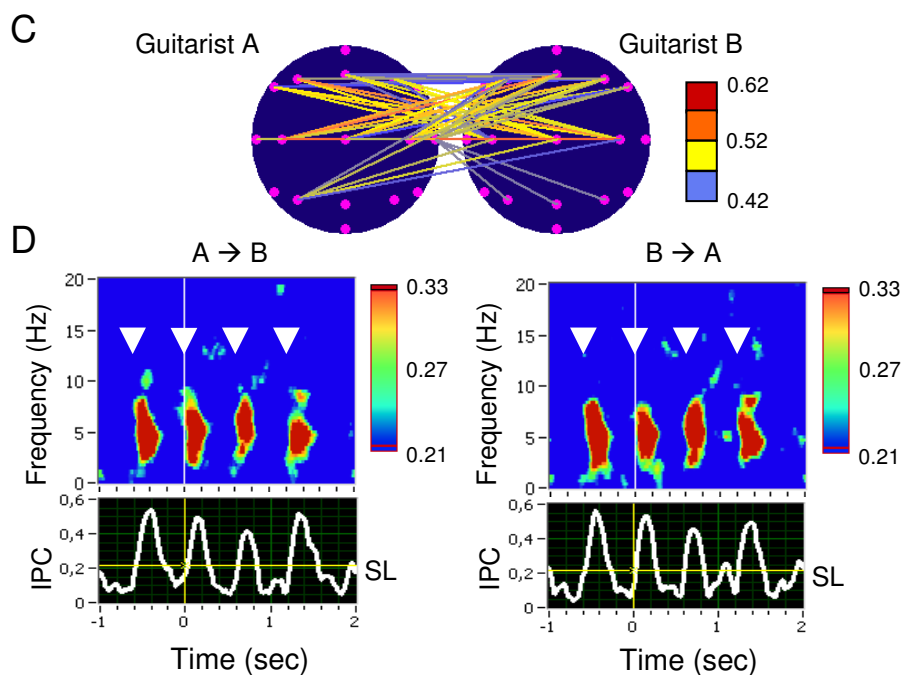 C
Guitarist A
Guitarist B
0.62
0.52
0.42
D
A → B
B → A
Frequency (Hz)
20
15
10
5
0
0.33
0.27
0.21
Frequency (Hz)
20
15
10
5
0
0.33
0.27
0.21
IPC
0,6
0,4
0,2
0
SL
-1
0
1
2
Time (sec)
IPC
0,6
0,4
0,2
0
SL
-1
0
1
2
Time (sec)